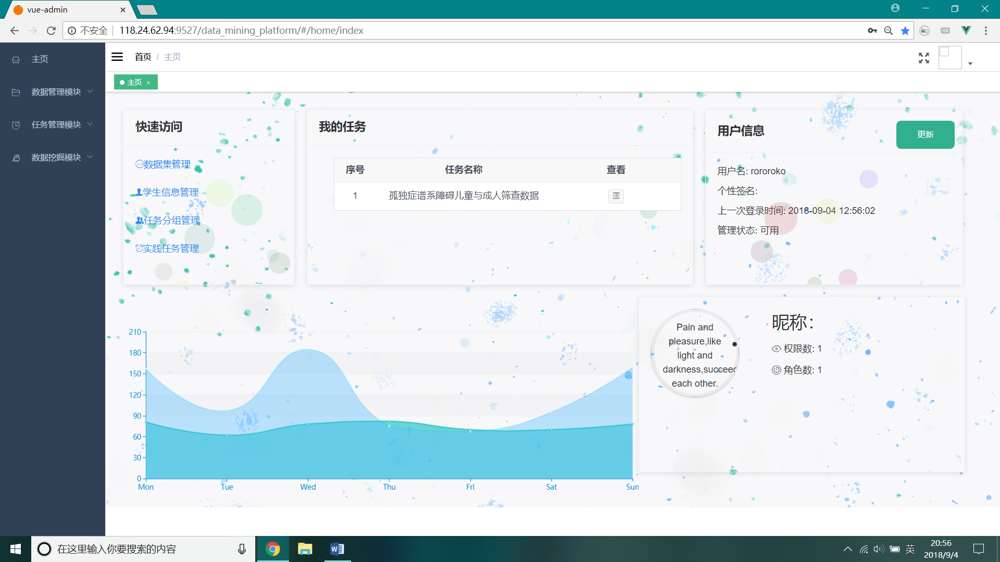 vue-admin
不安全
118.24.62.94:9527/data_mining_platform/#/home/index
HD
主页
数据管理模块
任务管理模块
数据挖掘模块
首页 / 主页
主页 ×
快速访问
数据集管理
学生信息管理
任务分组管理
实践任务管理
我的任务
序号 任务名称 查看
1 孤独症谱系障碍儿童与成人筛查数据
用户信息
更新
用户名: rororoko
个性签名:
上一次登录时间: 2018-09-04 12:56:02
管理状态: 可用
210
180
150
120
90
60
30
0
Mon Tue Wed Thu Fri Sat Sun
Pain and
pleasure,like
light and
darkness,succeed
each other.
昵称：
权限数: 1
角色数: 1
在这里输入你要搜索的内容
英
20:56
2018/9/4